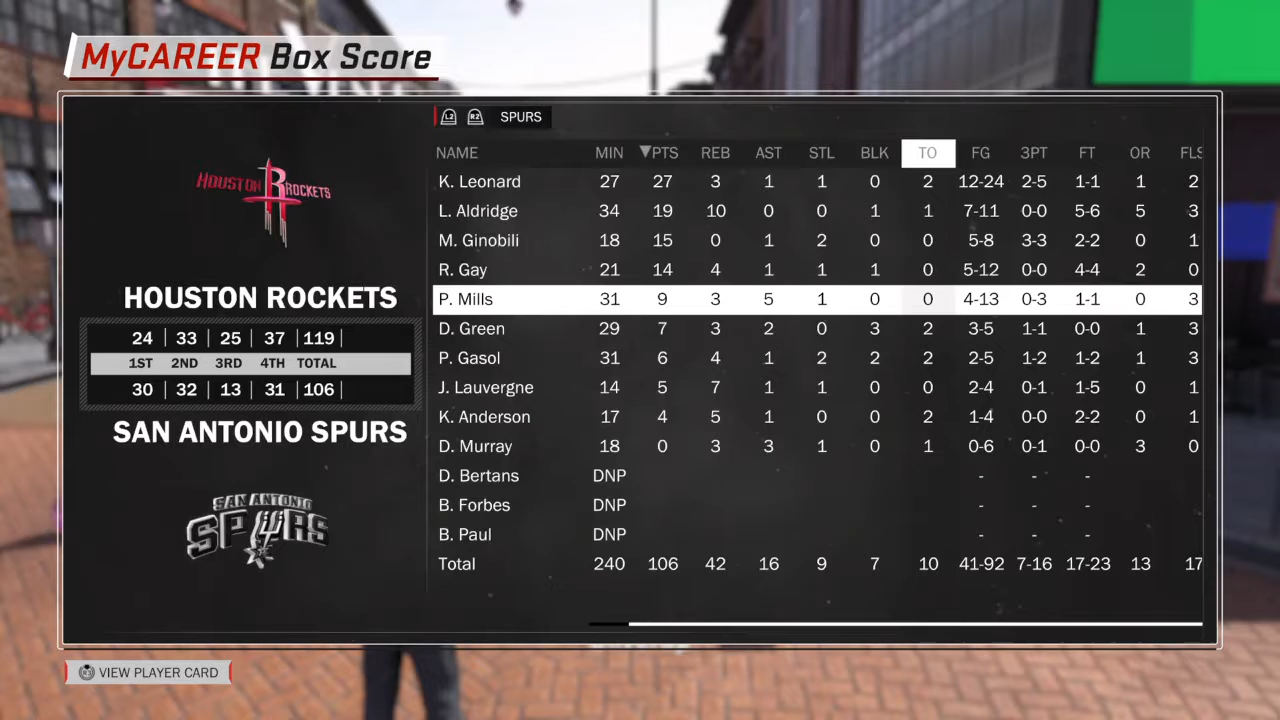 MyCAREER Box Score
L2 R2 SPURS
NAME MIN ▼PTS REB AST STL BLK TO FG 3PT FT OR FLS
K. Leonard 27 27 3 1 1 0 2 12-24 2-5 1-1 1 2
L. Aldridge 34 19 10 0 0 1 1 7-11 0-0 5-6 5 3
M. Ginobili 18 15 0 1 2 0 0 5-8 3-3 2-2 0 1
R. Gay 21 14 4 1 1 1 0 5-12 0-0 4-4 2 0
P. Mills 31 9 3 5 1 0 0 4-13 0-3 1-1 0 3
D. Green 29 7 3 2 0 3 2 3-5 1-1 0-0 1 3
P. Gasol 31 6 4 1 2 2 2 2-5 1-2 1-2 1 3
J. Lauvergne 14 5 7 1 1 0 0 2-4 0-1 1-5 0 1
K. Anderson 17 4 5 1 0 0 2 1-4 0-0 2-2 0 1
D. Murray 18 0 3 3 1 0 1 0-6 0-1 0-0 3 0
D. Bertans DNP - - -
B. Forbes DNP - - -
B. Paul DNP - - -
Total 240 106 42 16 9 7 10 41-92 7-16 17-23 13 17
HOUSTON ROCKETS
HOUSTON ROCKETS
24 33 25 37 119
1ST 2ND 3RD 4TH TOTAL
30 32 13 31 106
SAN ANTONIO SPURS
SAN ANTONIO
SPURS
R3 VIEW PLAYER CARD